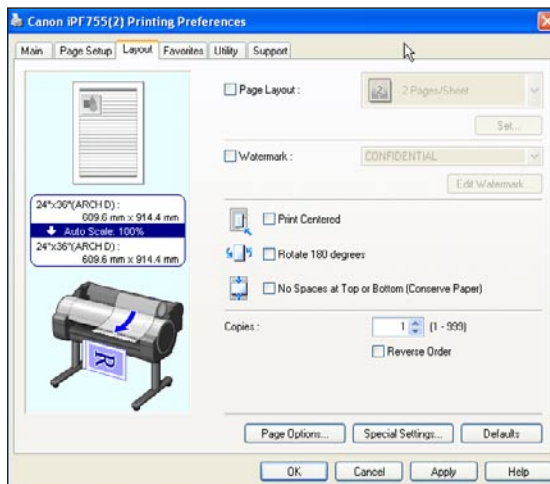 Canon iPF755(2) Printing Preferences
Main Page Setup Layout Favorites Utility Support
Page Layout :
2 Pages/Sheet
Set...
Watermark :
CONFIDENTIAL
Edit Watermark...
24"x36"(ARCH D) :
609.6 mm x 914.4 mm
Auto Scale: 100%
24"x36"(ARCH D) :
609.6 mm x 914.4 mm
Print Centered
Rotate 180 degrees
No Spaces at Top or Bottom (Conserve Paper)
Copies :
1 (1 - 999)
Reverse Order
R
Page Options... Special Settings... Defaults
OK Cancel Apply Help